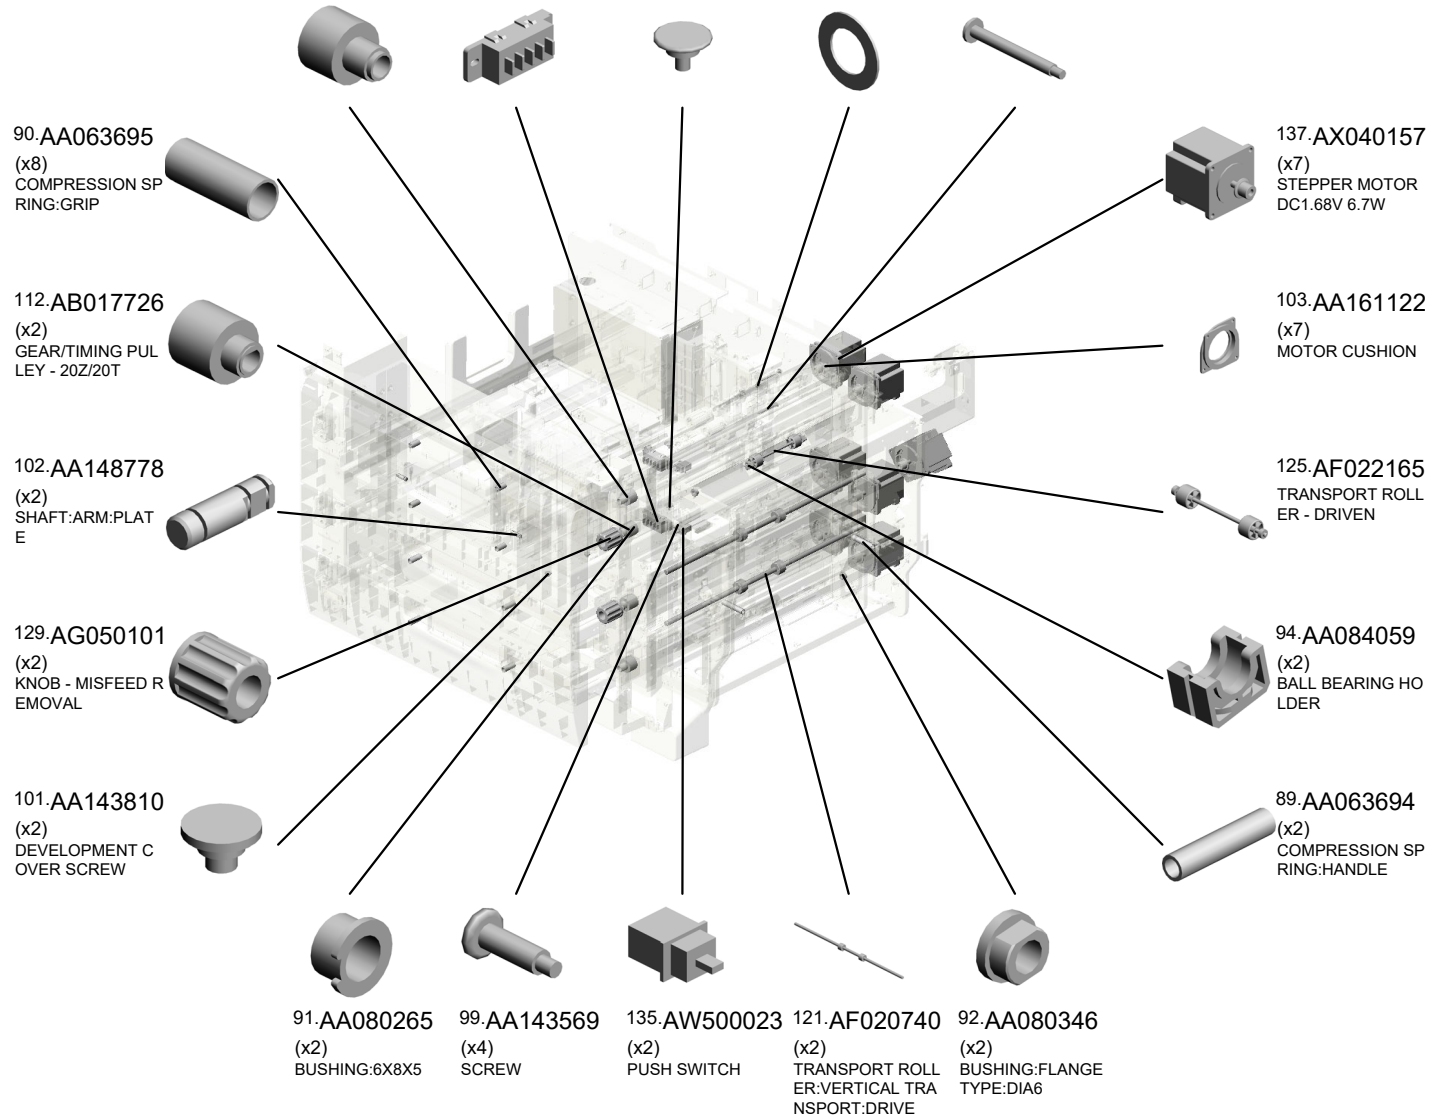 90.AA063695
(x8)
COMPRESSION SP
RING:GRIP
112.AB017726
(x2)
GEAR/TIMING PUL
LEY - 20Z/20T
102.AA148778
(x2)
SHAFT:ARM:PLAT
E
129.AG050101
(x2)
KNOB - MISFEED R
EMOVAL
101.AA143810
(x2)
DEVELOPMENT C
OVER SCREW
91.AA080265
(x2)
BUSHING:6X8X5
99.AA143569
(x4)
SCREW
135.AW500023
(x2)
PUSH SWITCH
121.AF020740
(x2)
TRANSPORT ROLL
ER:VERTICAL TRA
NSPORT:DRIVE
92.AA080346
(x2)
BUSHING:FLANGE
TYPE:DIA6
137.AX040157
(x7)
STEPPER MOTOR
DC1.68V 6.7W
103.AA161122
(x7)
MOTOR CUSHION
125.AF022165
TRANSPORT ROLL
ER - DRIVEN
94.AA084059
(x2)
BALL BEARING HO
LDER
89.AA063694
(x2)
COMPRESSION SP
RING:HANDLE